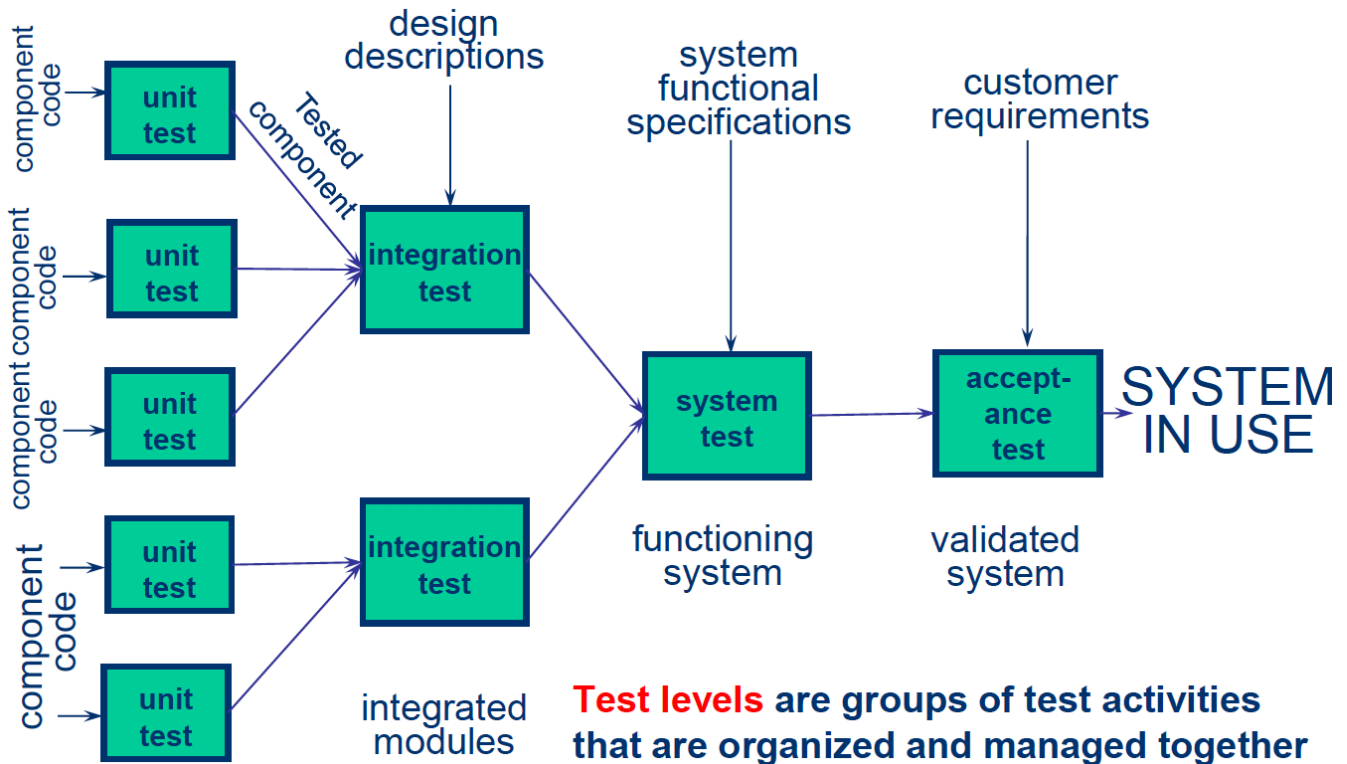 component
code
unit
test
component
code
unit
test
component
code
unit
test
component
code
unit
test
unit
test
Tested
component
design
descriptions
integration
test
integration
test
integrated
modules
system
functional
specifications
system
test
functioning
system
customer
requirements
accept-
ance
test
validated
system
SYSTEM
IN USE
Test levels are groups of test activities
that are organized and managed together